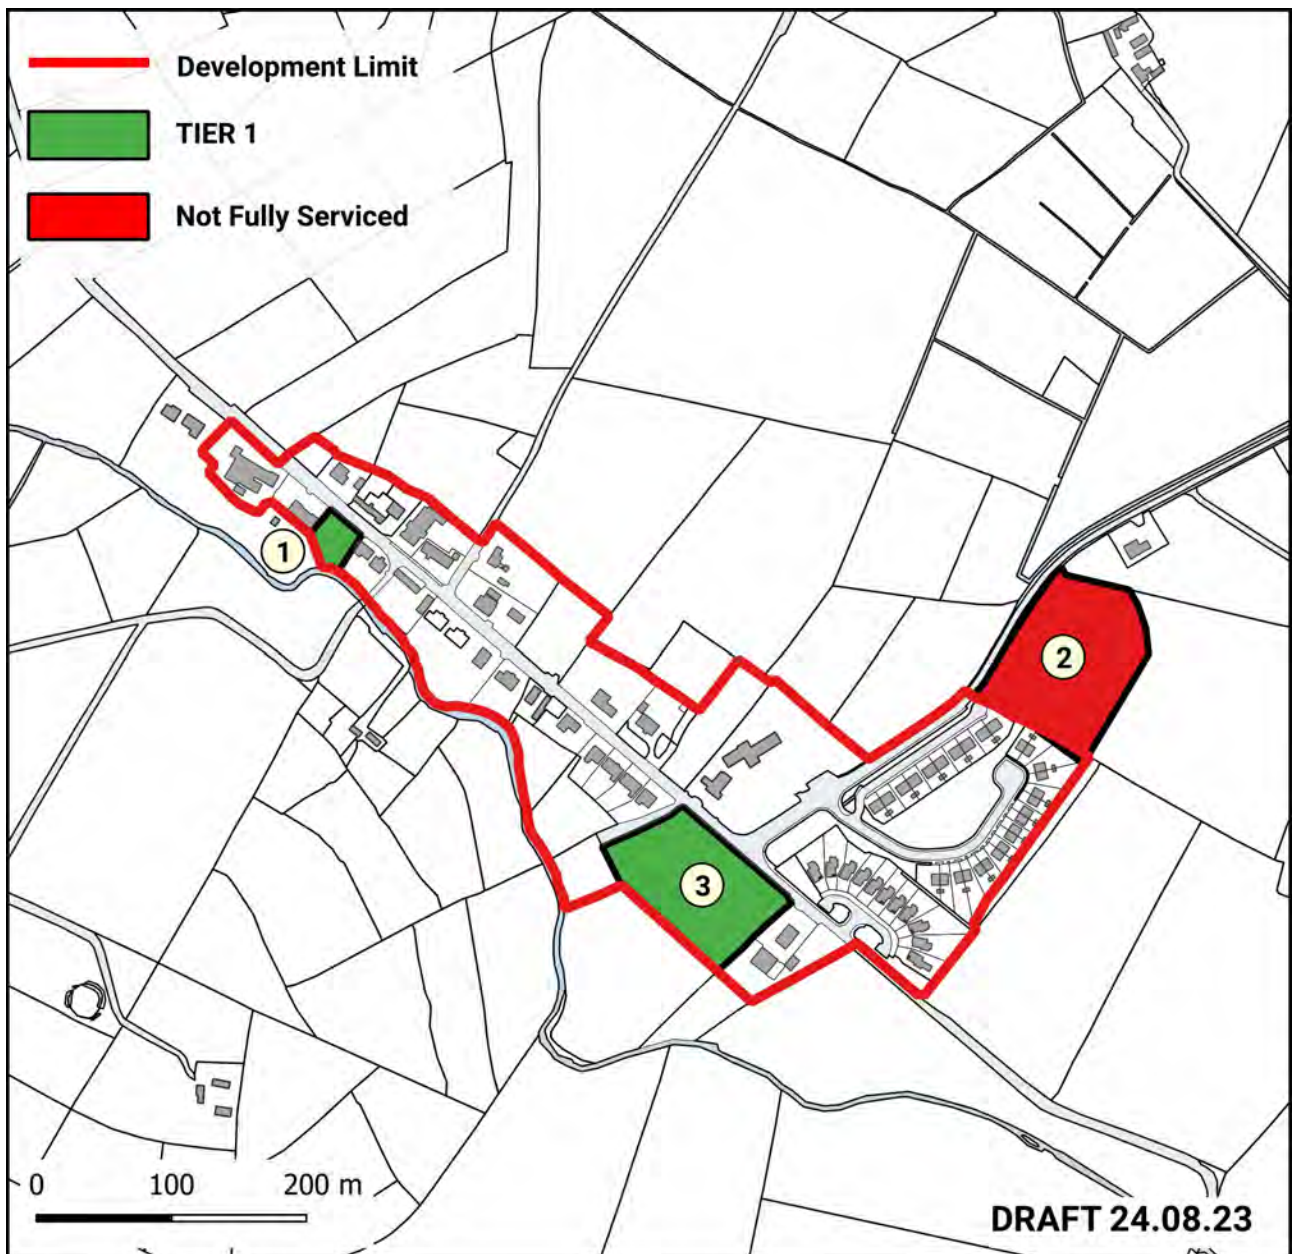 Development Limit
TIER 1
Not Fully Serviced
1
2
3
0 100 200 m
DRAFT 24.08.23